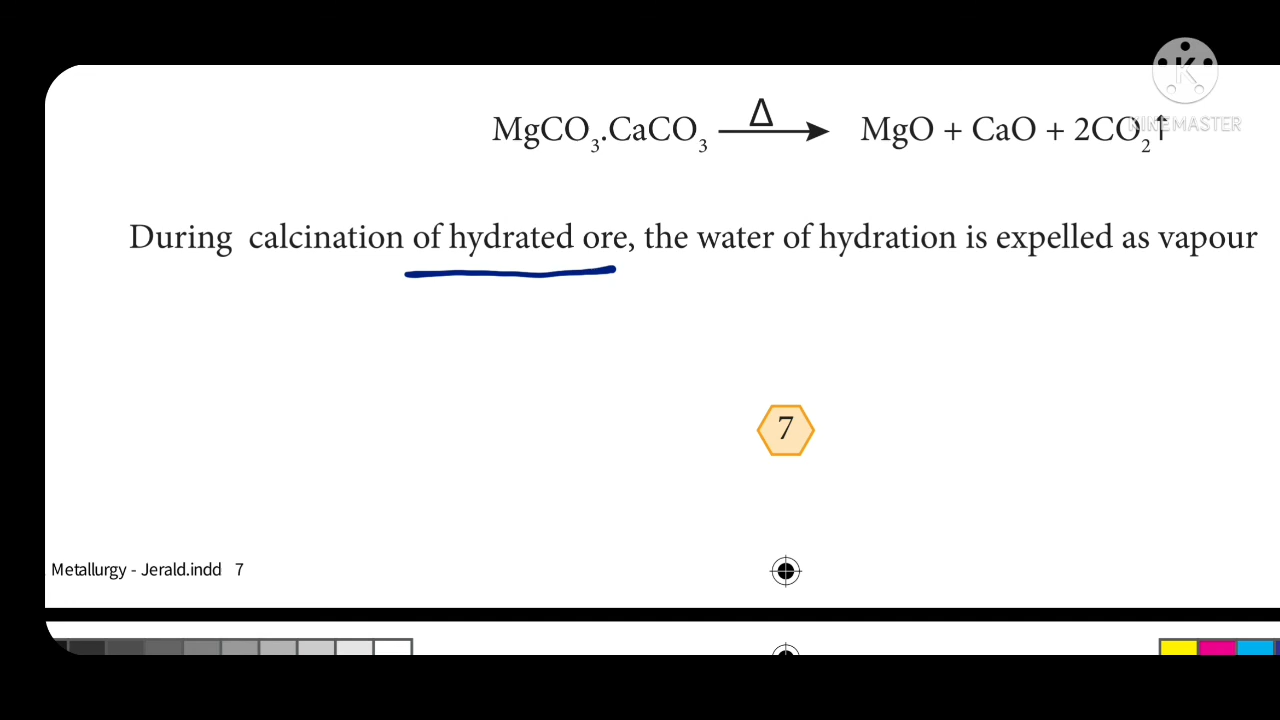 K
KINEMASTER
MgCO₃.CaCO₃ —Δ→ MgO + CaO + 2CO₂↑
During calcination of hydrated ore, the water of hydration is expelled as vapour
7
Metallurgy - Jerald.indd 7